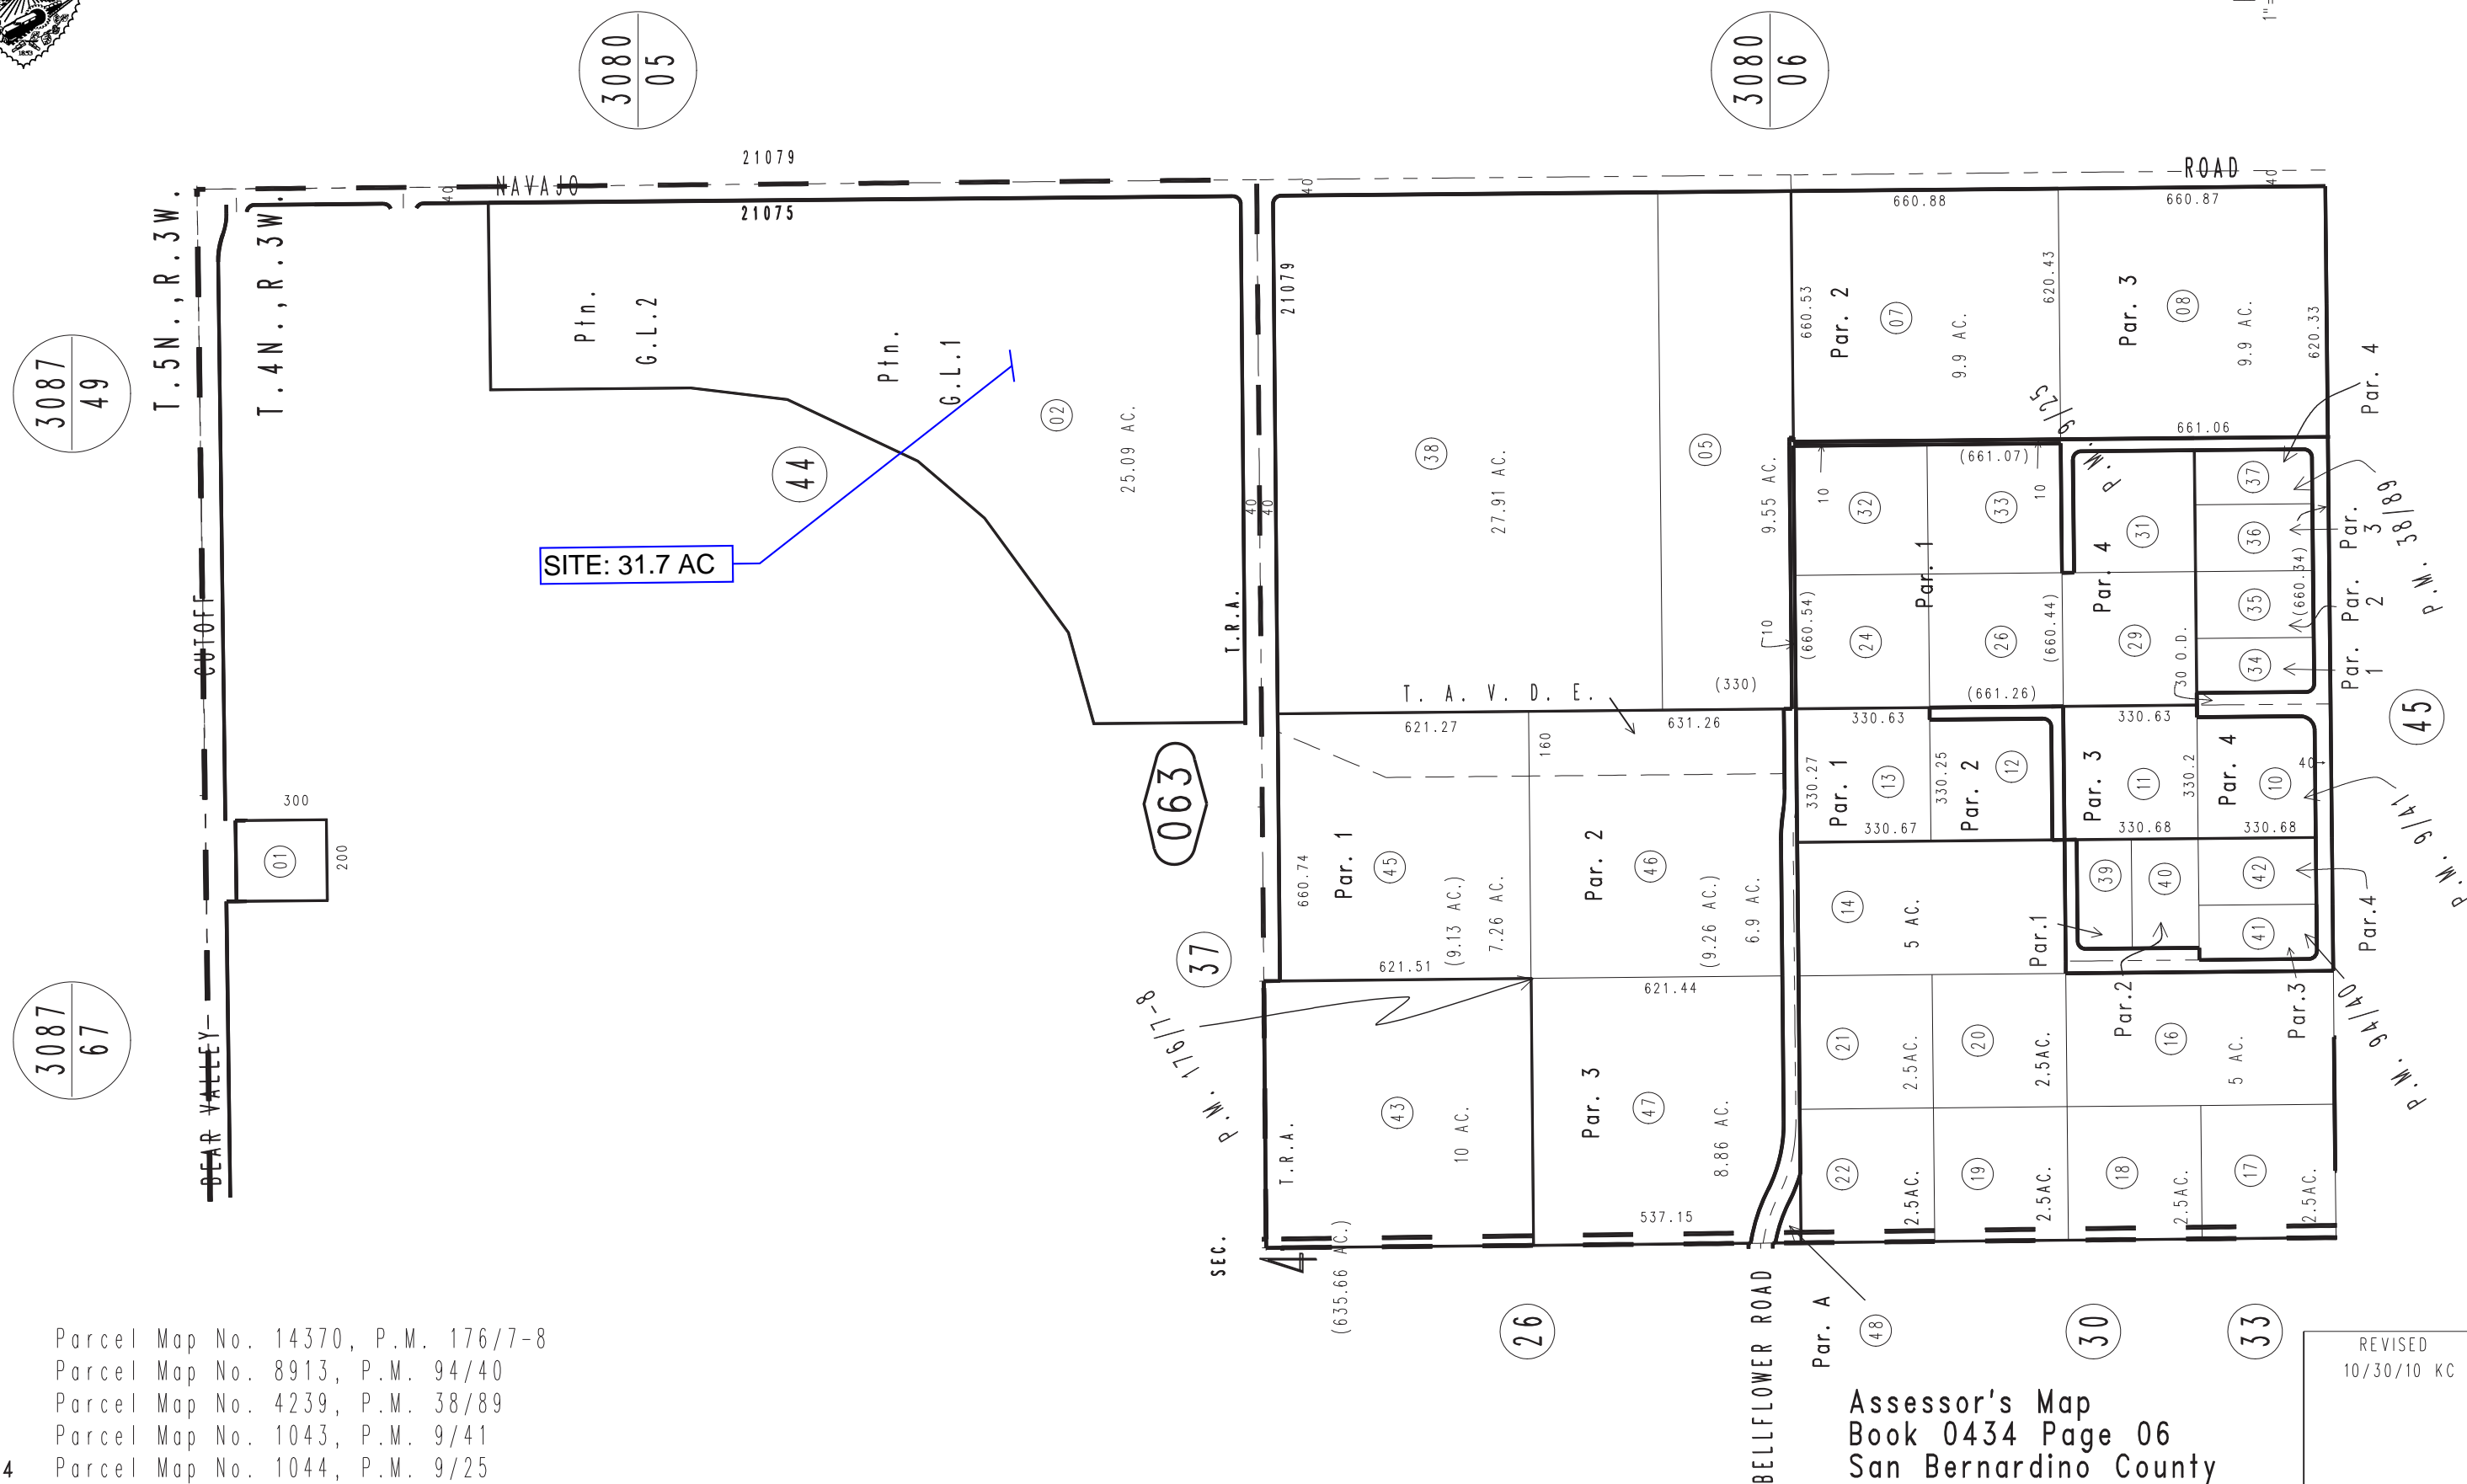 3080
05
3080
06
1"=
1853
3087
49
3087
67
T.5N.,R.3W.
T.4N.,R.3W.
NAVAJO
ROAD
21079
21075
40
40
40
BEAR VALLEY
CUTOFF
Ptn.
G.L.2
Ptn.
G.L.1
02
25.09 AC.
44
SITE: 31.7 AC
T.R.A.
40
40
21079
01
300
200
063
37
38
27.91 AC.
05
9.55 AC.
(330)
10
T. A. V. D. E.
660.88
660.87
660.53
Par. 2
07
9.9 AC.
620.43
Par. 3
08
9.9 AC.
620.33
661.06
P.M. 9/25
10
32
(661.07)
33
10
Par. 1
24
(660.54)
26
(660.44)
(661.26)
31
Par. 4
29
30 O.D.
37
36
35
34
(660.34)
Par. 4
Par. 3
Par. 2
Par. 1
P.M. 38/89
45
621.27
631.26
160
660.74
Par. 1
45
(9.13 AC.)
7.26 AC.
621.51
Par. 2
46
(9.26 AC.)
6.9 AC.
621.44
330.63
330.27
Par. 1
13
330.67
330.25
Par. 2
12
330.63
Par. 3
11
330.68
330.2
Par. 4
10
330.68
40
P.M. 9/41
14
5 AC.
39
40
42
41
Par.1
Par.2
Par.3
Par.4
P.M. 94/40
P.M. 176/7-8
T.R.A.
43
10 AC.
Par. 3
47
8.86 AC.
537.15
21
2.5AC.
20
2.5AC.
16
5 AC.
22
2.5AC.
19
2.5AC.
18
2.5AC.
17
2.5AC.
SEC.
4
(635.66 AC.)
26
BELLFLOWER ROAD
Par. A
48
30
33
REVISED
10/30/10 KC
Parcel Map No. 14370, P.M. 176/7-8
Parcel Map No. 8913, P.M. 94/40
Parcel Map No. 4239, P.M. 38/89
Parcel Map No. 1043, P.M. 9/41
4 Parcel Map No. 1044, P.M. 9/25
Assessor's Map
Book 0434 Page 06
San Bernardino County